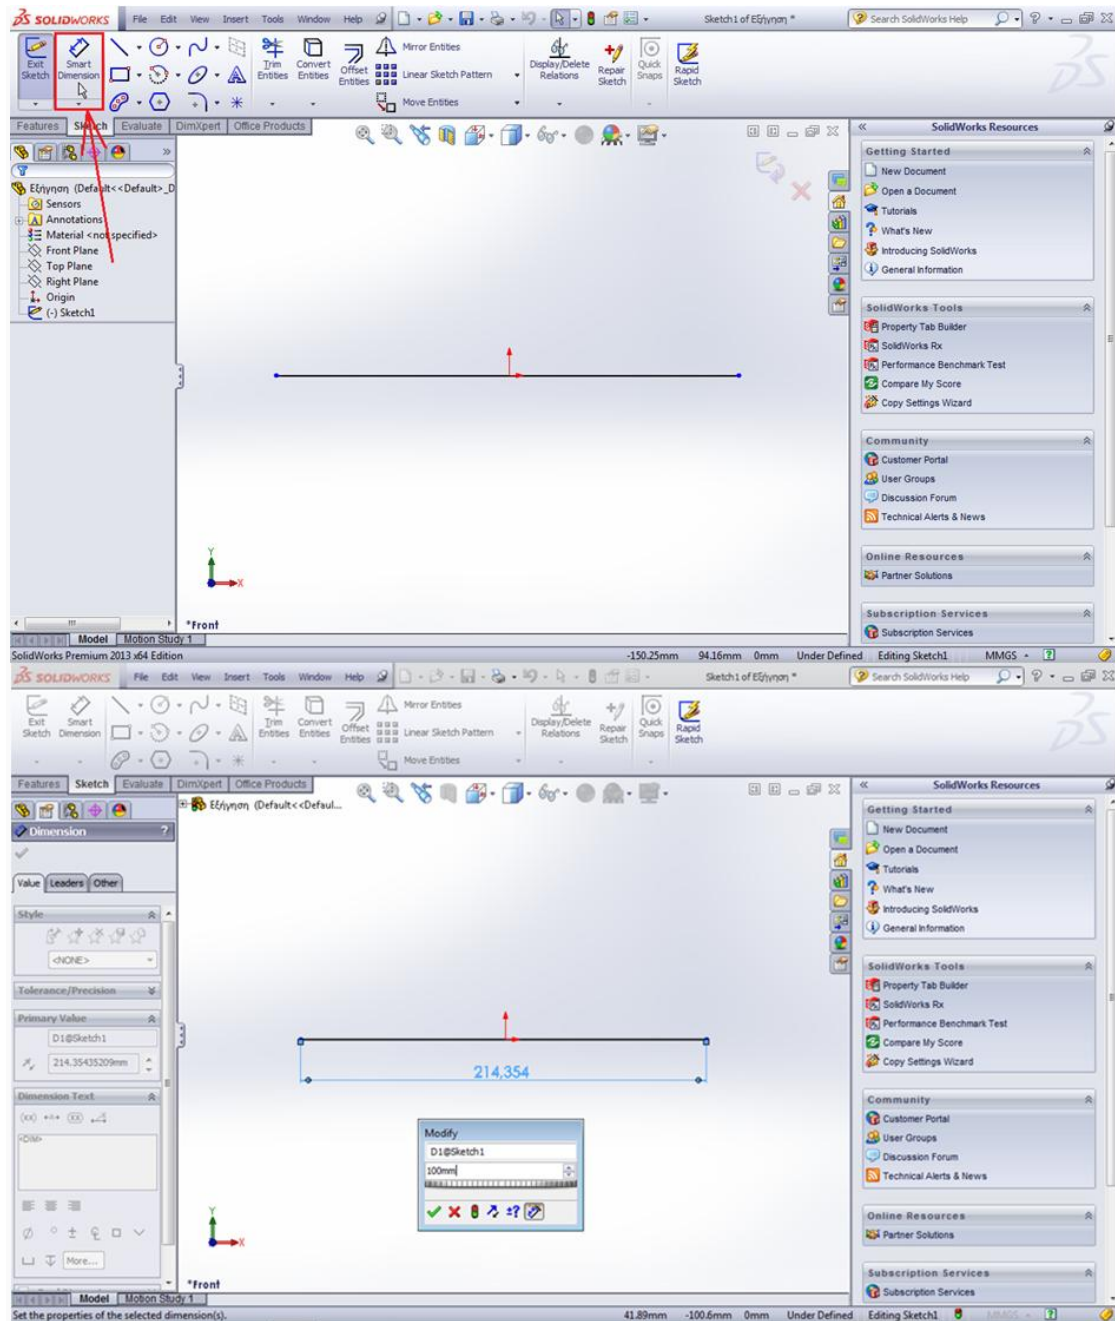 SOLIDWORKS File Edit View Insert Tools Window Help Sketch1 of Εξήγηση * Search SolidWorks Help
Exit Sketch
Smart Dimension
Trim Entities
Convert Entities
Offset Entities
Mirror Entities
Linear Sketch Pattern
Move Entities
Display/Delete Relations
Repair Sketch
Quick Snaps
Rapid Sketch
Features Sketch Evaluate DimXpert Office Products
Εξήγηση (Default<<Default>_D
Sensors
Annotations
Material <not specified>
Front Plane
Top Plane
Right Plane
Origin
(-) Sketch1
Y
X
*Front
SolidWorks Resources
Getting Started
New Document
Open a Document
Tutorials
What's New
Introducing SolidWorks
General Information
SolidWorks Tools
Property Tab Builder
SolidWorks Rx
Performance Benchmark Test
Compare My Score
Copy Settings Wizard
Community
Customer Portal
User Groups
Discussion Forum
Technical Alerts & News
Online Resources
Partner Solutions
Subscription Services
Subscription Services
Model Motion Study 1
SolidWorks Premium 2013 x64 Edition -150.25mm 94.16mm 0mm Under Defined Editing Sketch1 MMGS
SOLIDWORKS File Edit View Insert Tools Window Help Sketch1 of Εξήγηση * Search SolidWorks Help
Exit Sketch
Smart Dimension
Trim Entities
Convert Entities
Offset Entities
Mirror Entities
Linear Sketch Pattern
Move Entities
Display/Delete Relations
Repair Sketch
Quick Snaps
Rapid Sketch
Features Sketch Evaluate DimXpert Office Products
Εξήγηση (Default<<Defaul...
Dimension ?
Value Leaders Other
Style
<NONE>
Tolerance/Precision
Primary Value
D1@Sketch1
214.35435209mm
Dimension Text
<DIM>
More...
214,354
Modify
D1@Sketch1
100mm
Y
X
*Front
SolidWorks Resources
Getting Started
New Document
Open a Document
Tutorials
What's New
Introducing SolidWorks
General Information
SolidWorks Tools
Property Tab Builder
SolidWorks Rx
Performance Benchmark Test
Compare My Score
Copy Settings Wizard
Community
Customer Portal
User Groups
Discussion Forum
Technical Alerts & News
Online Resources
Partner Solutions
Subscription Services
Subscription Services
Model Motion Study 1
Set the properties of the selected dimension(s). 41.89mm -100.6mm 0mm Under Defined Editing Sketch1 MMGS